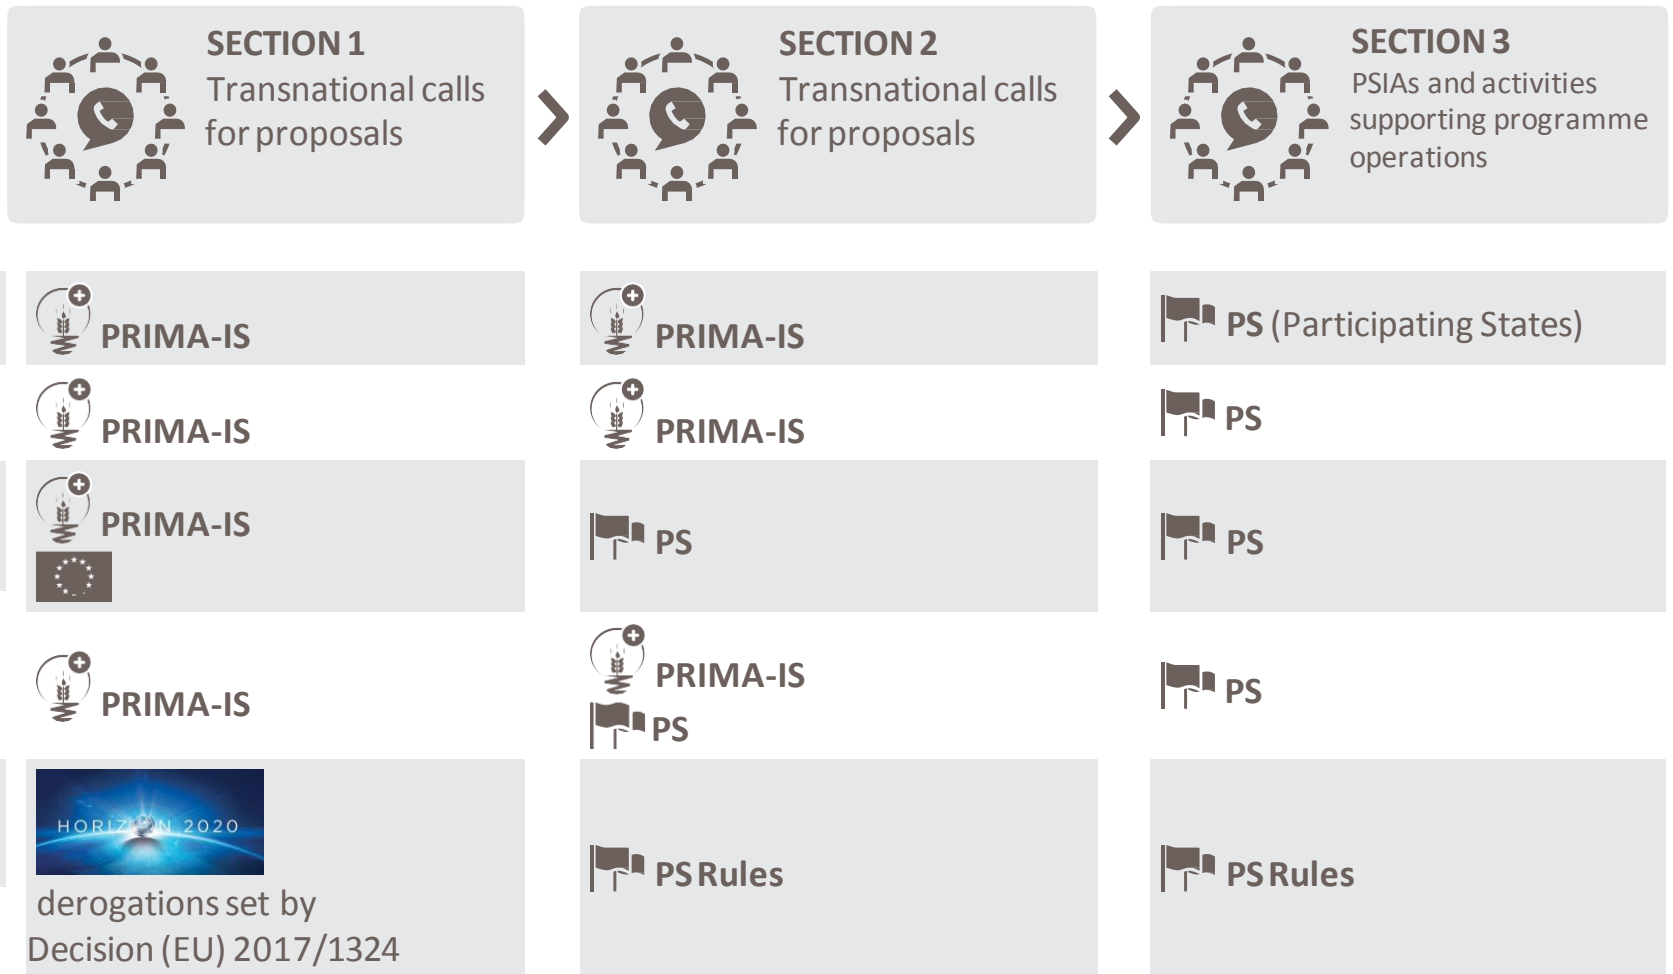 SECTION 1
Transnational calls
for proposals
SECTION 2
Transnational calls
for proposals
SECTION 3
PSIAs and activities
supporting programme
operations
PRIMA-IS
PRIMA-IS
PS (Participating States)
PRIMA-IS
PRIMA-IS
PS
PRIMA-IS
PS
PS
PRIMA-IS
PRIMA-IS
PS
PS
HORIZON 2020
derogations set by
Decision (EU) 2017/1324
PS Rules
PS Rules